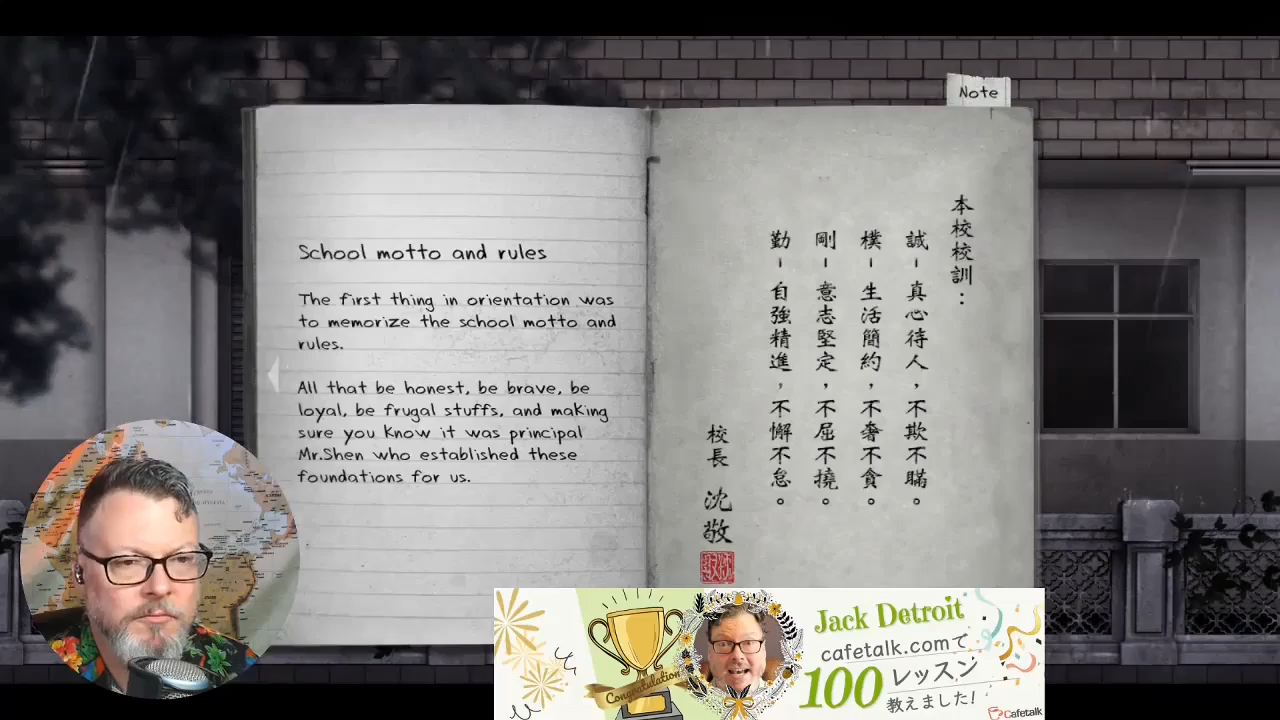 Note
School motto and rules
The first thing in orientation was
to memorize the school motto and
rules.
All that be honest, be brave, be
loyal, be frugal stuffs, and making
sure you know it was principal
Mr.Shen who established these
foundations for us.
本校校訓：
誠－真心待人，不欺不瞞。
樸－生活簡約，不奢不貪。
剛－意志堅定，不屈不撓。
勤－自強精進，不懈不怠。
校長 沈敬
Congratulation
Jack Detroit
cafetalk.comで
100レッスン
教えました!
Cafetalk